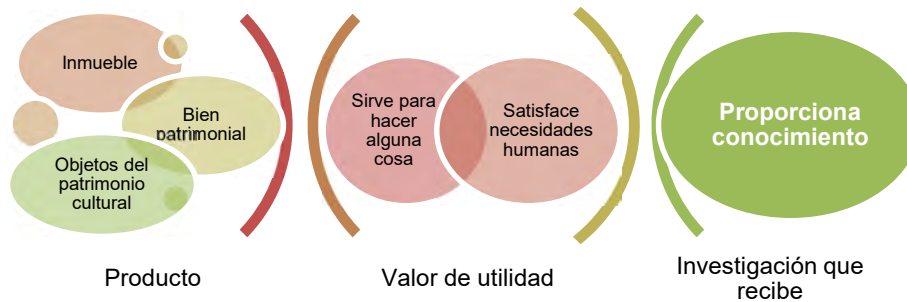 Inmueble
Bien
patrimonial
Objetos del
patrimonio
cultural
Producto
Sirve para
hacer
alguna
cosa
Satisface
necesidades
humanas
Valor de utilidad
Proporciona
conocimiento
Investigación que
recibe